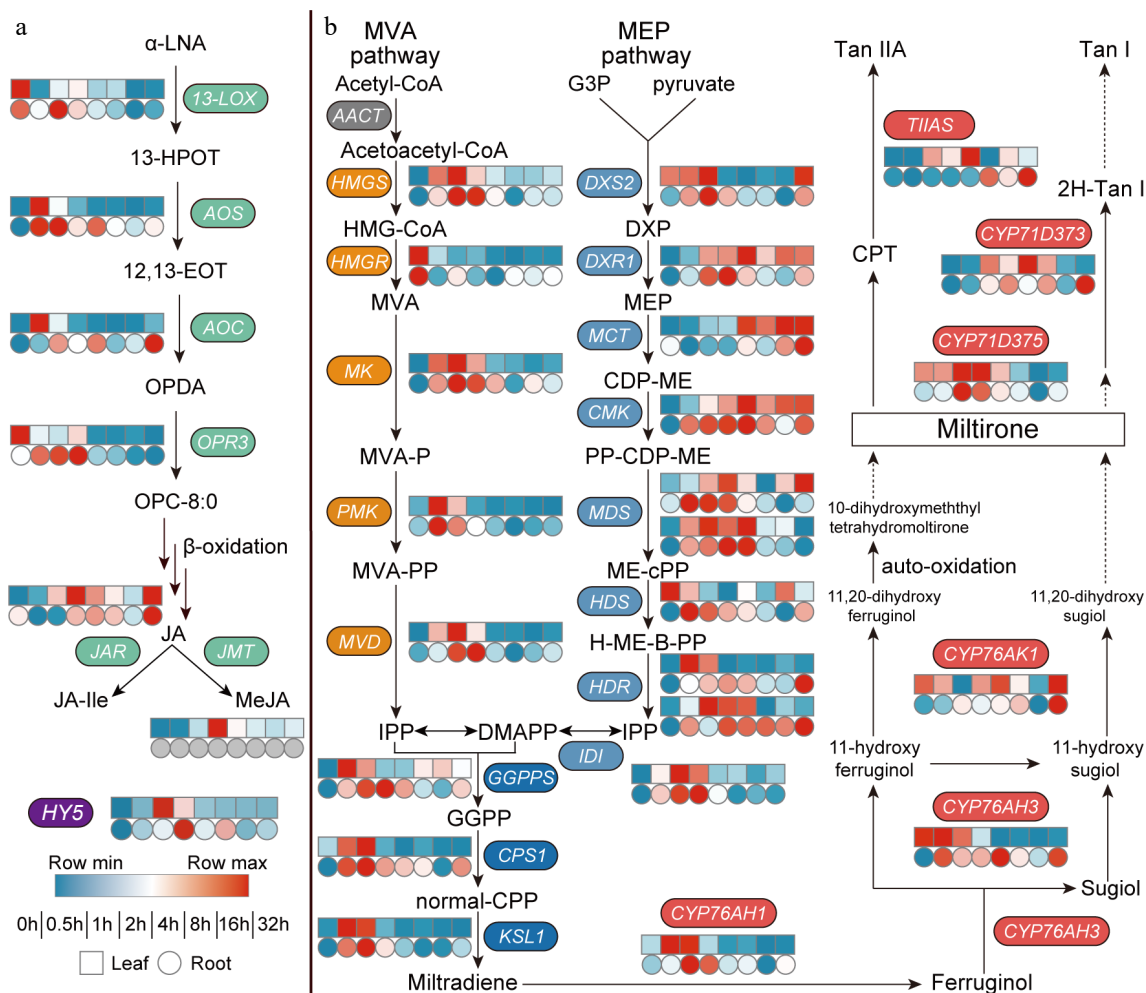 a
α-LNA
13-LOX
13-HPOT
AOS
12,13-EOT
AOC
OPDA
OPR3
OPC-8:0
β-oxidation
JA
JAR
JMT
JA-Ile
MeJA
HY5
Row min
Row max
0h
0.5h
1h
2h
4h
8h
16h
32h
Leaf
Root
b
MVA
pathway
Acetyl-CoA
AACT
Acetoacetyl-CoA
HMGS
HMG-CoA
HMGR
MVA
MK
MVA-P
PMK
MVA-PP
MVD
IPP
DMAPP
IPP
IDI
MEP
pathway
G3P
pyruvate
DXS2
DXP
DXR1
MEP
MCT
CDP-ME
CMK
PP-CDP-ME
MDS
ME-cPP
HDS
H-ME-B-PP
HDR
GGPPS
GGPP
CPS1
normal-CPP
KSL1
Miltradiene
CYP76AH1
Ferruginol
CYP76AH3
Sugiol
CYP76AH3
11-hydroxy
ferruginol
11-hydroxy
sugiol
CYP76AK1
11,20-dihydroxy
ferruginol
11,20-dihydroxy
sugiol
auto-oxidation
10-dihydroxymeththyl
tetrahydromoltirone
Miltirone
CYP71D375
CPT
CYP71D373
2H-Tan I
TIIAS
Tan IIA
Tan I